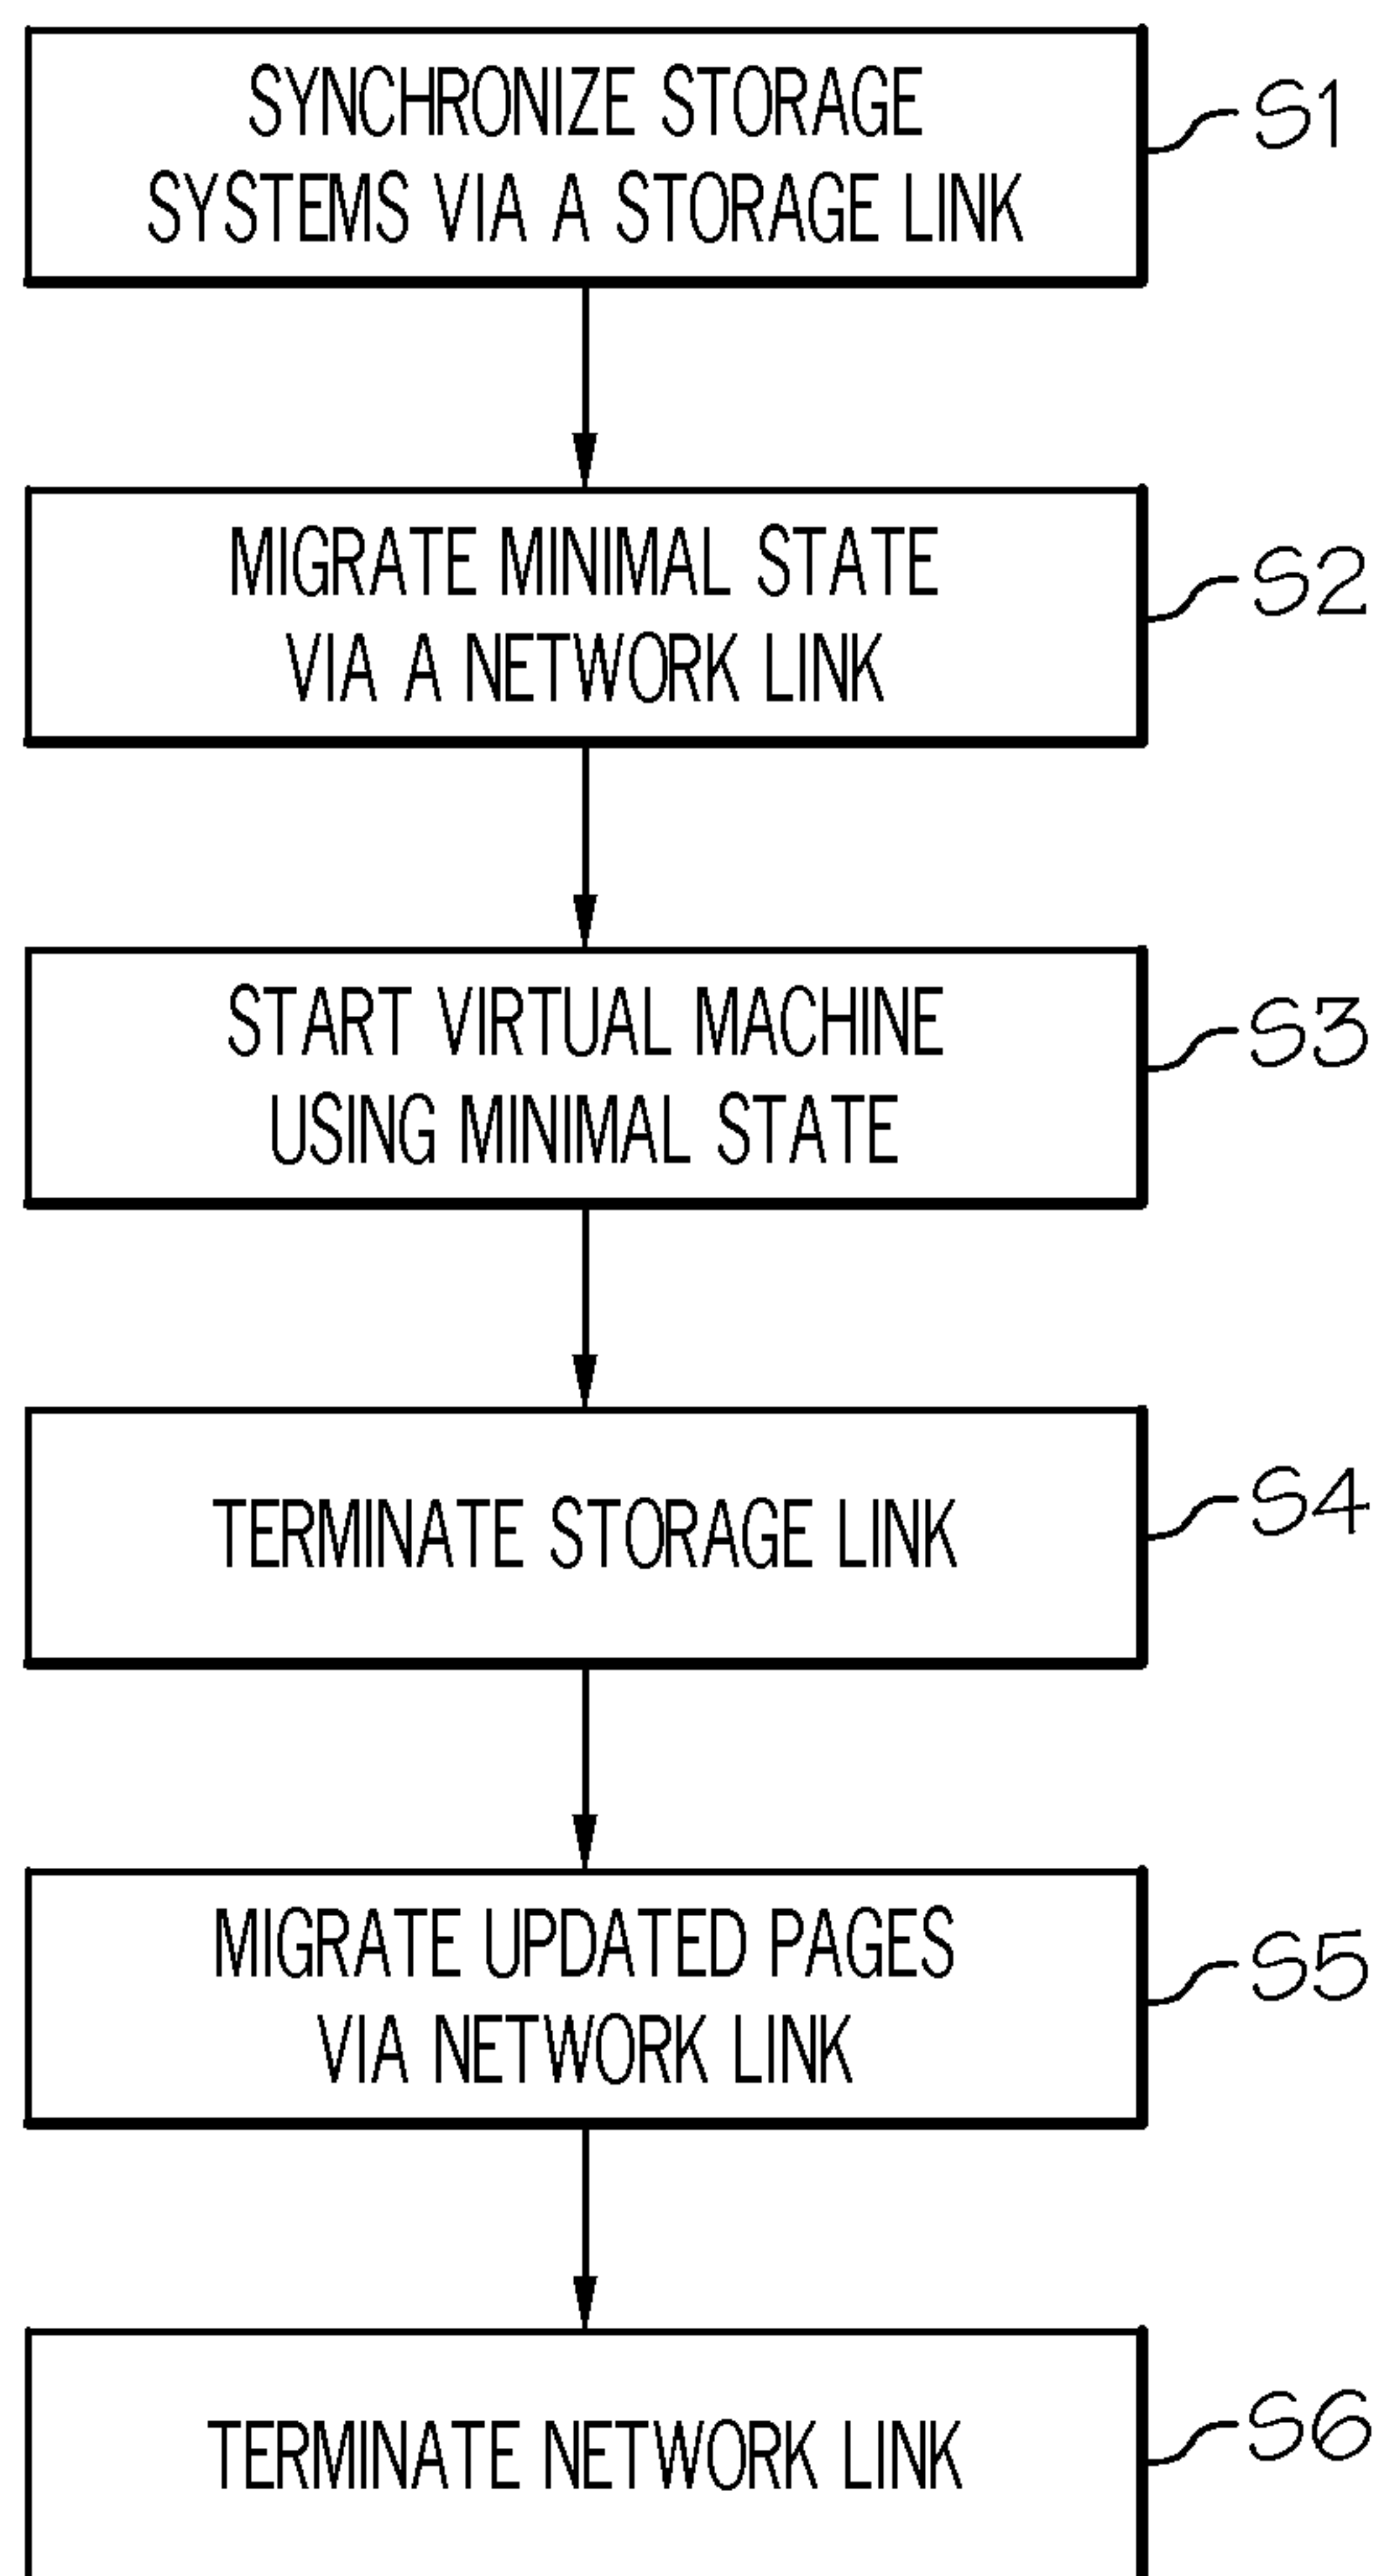 SYNCHRONIZE STORAGE
SYSTEMS VIA A STORAGE LINK
S1
MIGRATE MINIMAL STATE
VIA A NETWORK LINK
S2
START VIRTUAL MACHINE
USING MINIMAL STATE
S3
TERMINATE STORAGE LINK
S4
MIGRATE UPDATED PAGES
VIA NETWORK LINK
S5
TERMINATE NETWORK LINK
S6